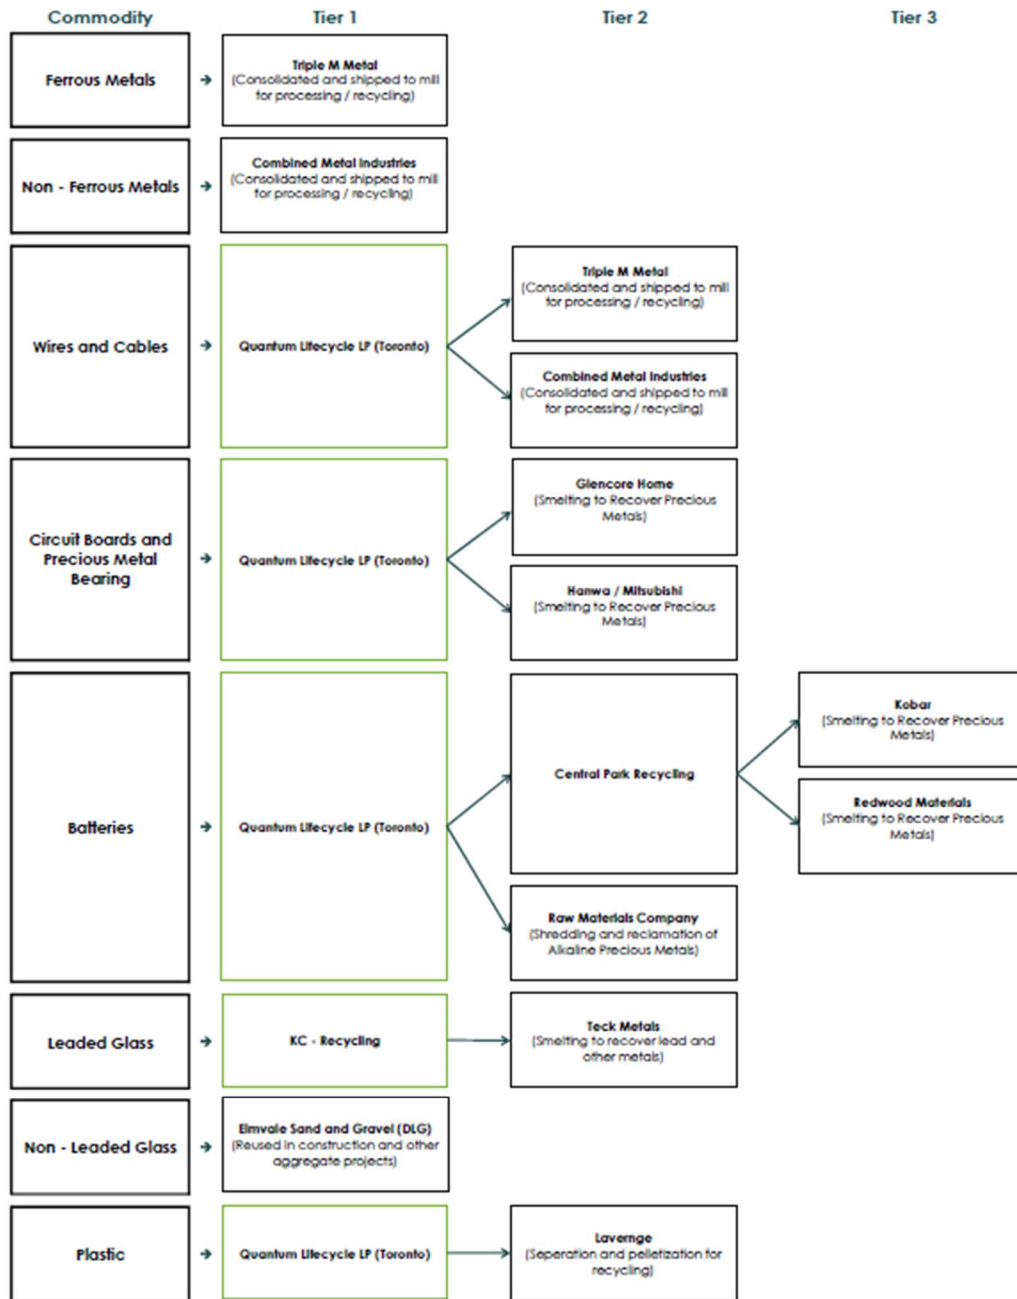 Commodity Tier 1 Tier 2 Tier 3
Ferrous Metals
Triple M Metal
(Consolidated and shipped to mill
for processing / recycling)
Non - Ferrous Metals
Combined Metal Industries
(Consolidated and shipped to mill
for processing / recycling)
Wires and Cables
Quantum Lifecycle LP (Toronto)
Triple M Metal
(Consolidated and shipped to mill
for processing / recycling)
Combined Metal Industries
(Consolidated and shipped to mill
for processing / recycling)
Circuit Boards and
Precious Metal
Bearing
Quantum Lifecycle LP (Toronto)
Glencore Home
(Smelting to Recover Precious
Metals)
Hanwa / Mitsubishi
(Smelting to Recover Precious
Metals)
Batteries
Quantum Lifecycle LP (Toronto)
Central Park Recycling
Kobar
(Smelting to Recover Precious
Metals)
Redwood Materials
(Smelting to Recover Precious
Metals)
Raw Materials Company
(Shredding and reclamation of
Alkaline Precious Metals)
Leaded Glass
KC - Recycling
Teck Metals
(Smelting to recover lead and
other metals)
Non - Leaded Glass
Elmvale Sand and Gravel (DLG)
(Reused in construction and other
aggregate projects)
Plastic
Quantum Lifecycle LP (Toronto)
Lavernge
(Seperation and pelletization for
recycling)